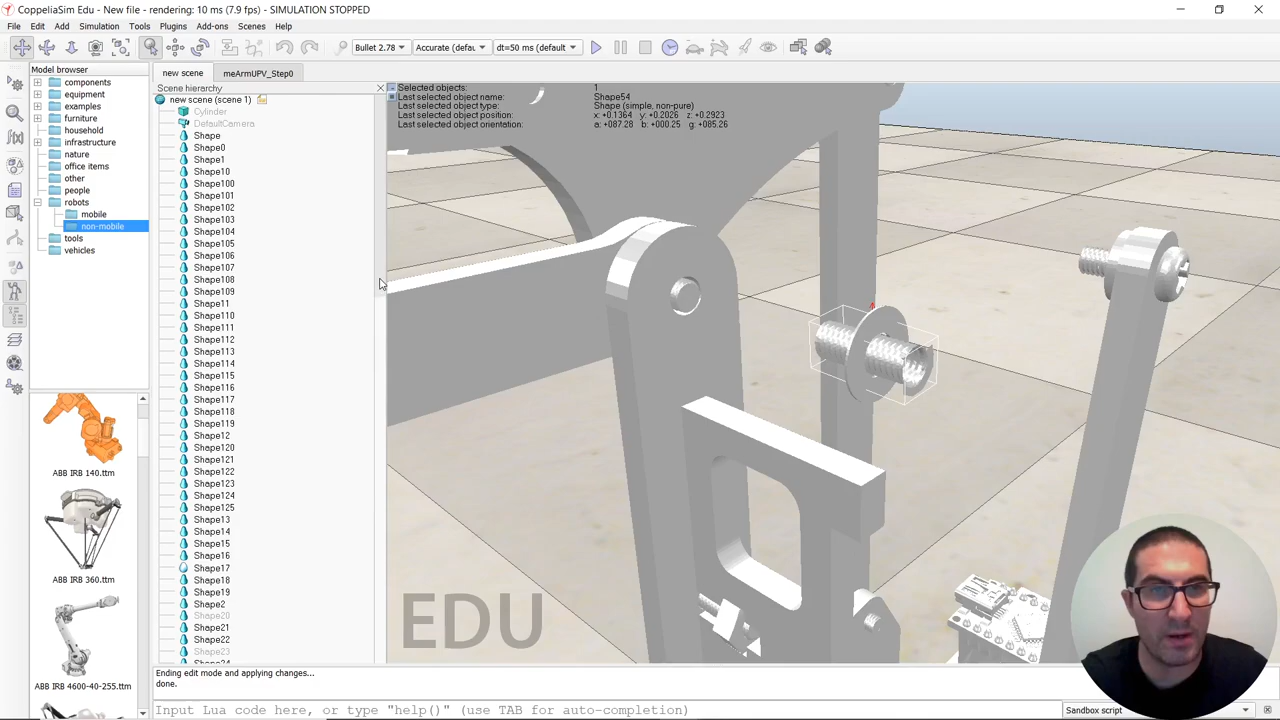 CoppeliaSim Edu - New file - rendering: 10 ms (7.9 fps) - SIMULATION STOPPED
File Edit Add Simulation Tools Plugins Add-ons Scenes Help
Bullet 2.78 Accurate (defau dt=50 ms (default)
Model browser
components
equipment
examples
furniture
household
infrastructure
nature
office items
other
people
robots
mobile
non-mobile
tools
vehicles
ABB IRB 140.ttm
ABB IRB 360.ttm
ABB IRB 4600-40-255.ttm
new scene meArmUPV_Step0
Scene hierarchy
new scene (scene 1)
Cylinder
DefaultCamera
Shape
Shape0
Shape1
Shape10
Shape100
Shape101
Shape102
Shape103
Shape104
Shape105
Shape106
Shape107
Shape108
Shape109
Shape11
Shape110
Shape111
Shape112
Shape113
Shape114
Shape115
Shape116
Shape117
Shape118
Shape119
Shape12
Shape120
Shape121
Shape122
Shape123
Shape124
Shape125
Shape13
Shape14
Shape15
Shape16
Shape17
Shape18
Shape19
Shape2
Shape20
Shape21
Shape22
Shape23
Shape24
Selected objects: 1
Last selected object name: Shape54
Last selected object type: Shape (simple, non-pure)
Last selected object position: x: +0.1364 y: +0.2026 z: +0.2923
Last selected object orientation: a: +087.28 b: +000.25 g: +085.26
EDU
Ending edit mode and applying changes...
done.
Input Lua code here, or type "help()" (use TAB for auto-completion)
Sandbox script